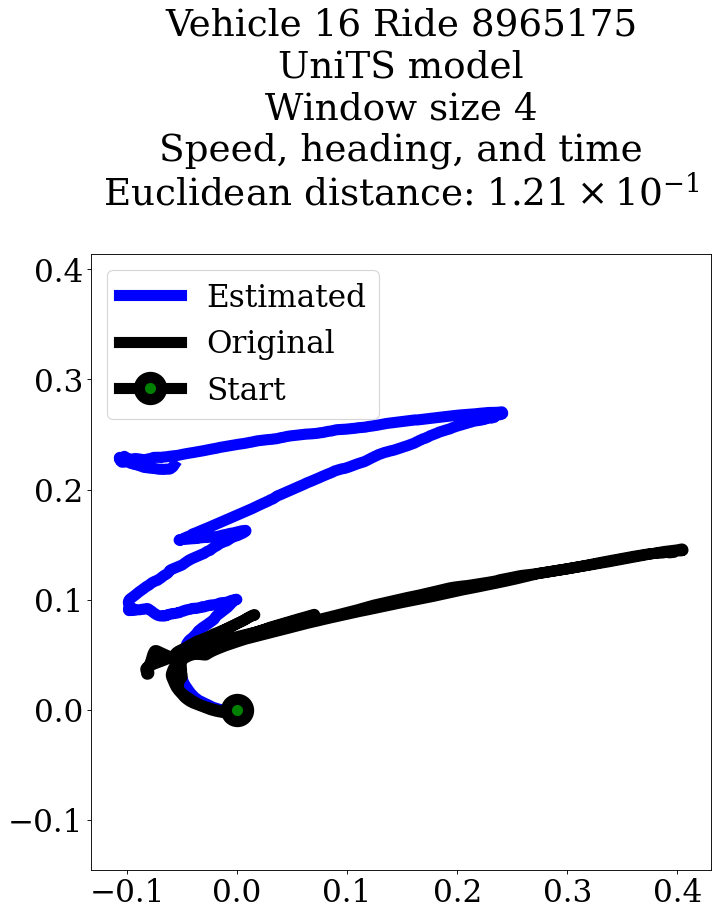 Vehicle 16 Ride 8965175
UniTS model
Window size 4
Speed, heading, and time
Euclidean distance: 1.21 × 10⁻¹
Estimated
Original
Start
0.4
0.3
0.2
0.1
0.0
−0.1
−0.1 0.0 0.1 0.2 0.3 0.4